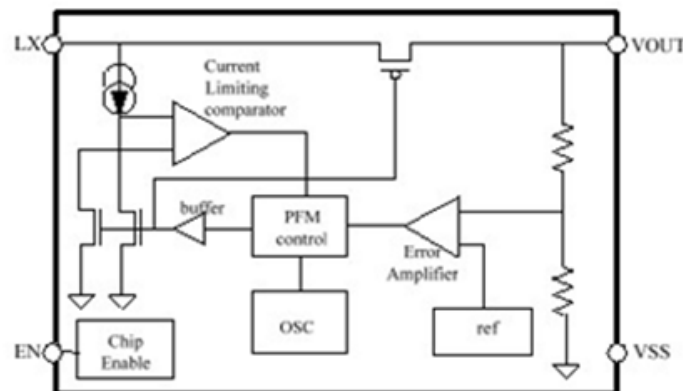 LX
VOUT
Current
Limiting
comparator
buffer
PFM
control
Error
Amplifier
OSC
ref
EN
Chip
Enable
VSS